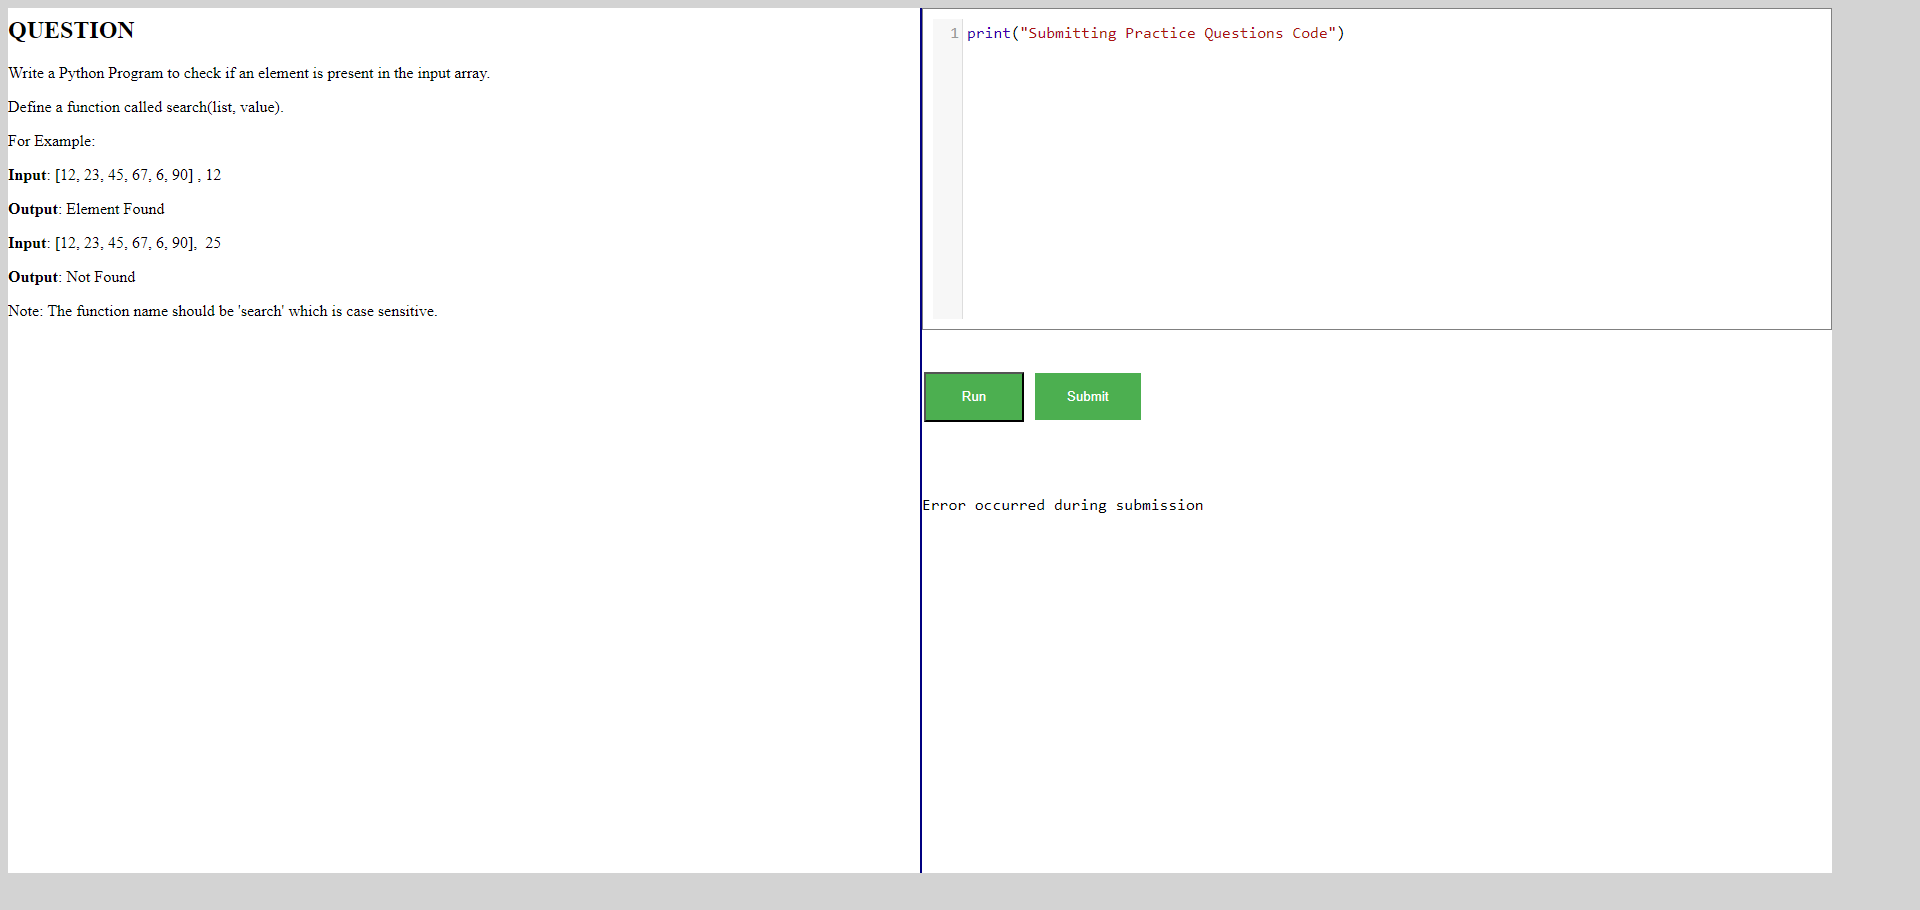 QUESTION
Write a Python Program to check if an element is present in the input array.
Define a function called search(list, value).
For Example:
Input: [12, 23, 45, 67, 6, 90] , 12
Output: Element Found
Input: [12, 23, 45, 67, 6, 90],  25
Output: Not Found
Note: The function name should be 'search' which is case sensitive.
1 print("Submitting Practice Questions Code")
Run Submit
Error occurred during submission